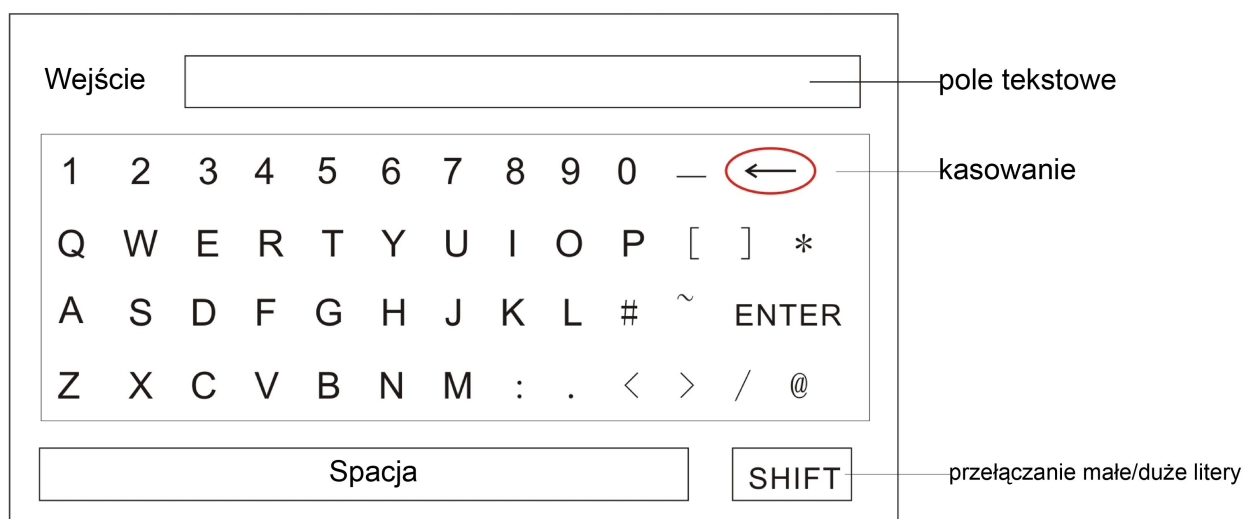 Wejście pole tekstowe
1 2 3 4 5 6 7 8 9 0 — ← kasowanie
Q W E R T Y U I O P [ ] *
A S D F G H J K L # ~ ENTER
Z X C V B N M : . < > / @
Spacja SHIFT przełączanie małe/duże litery